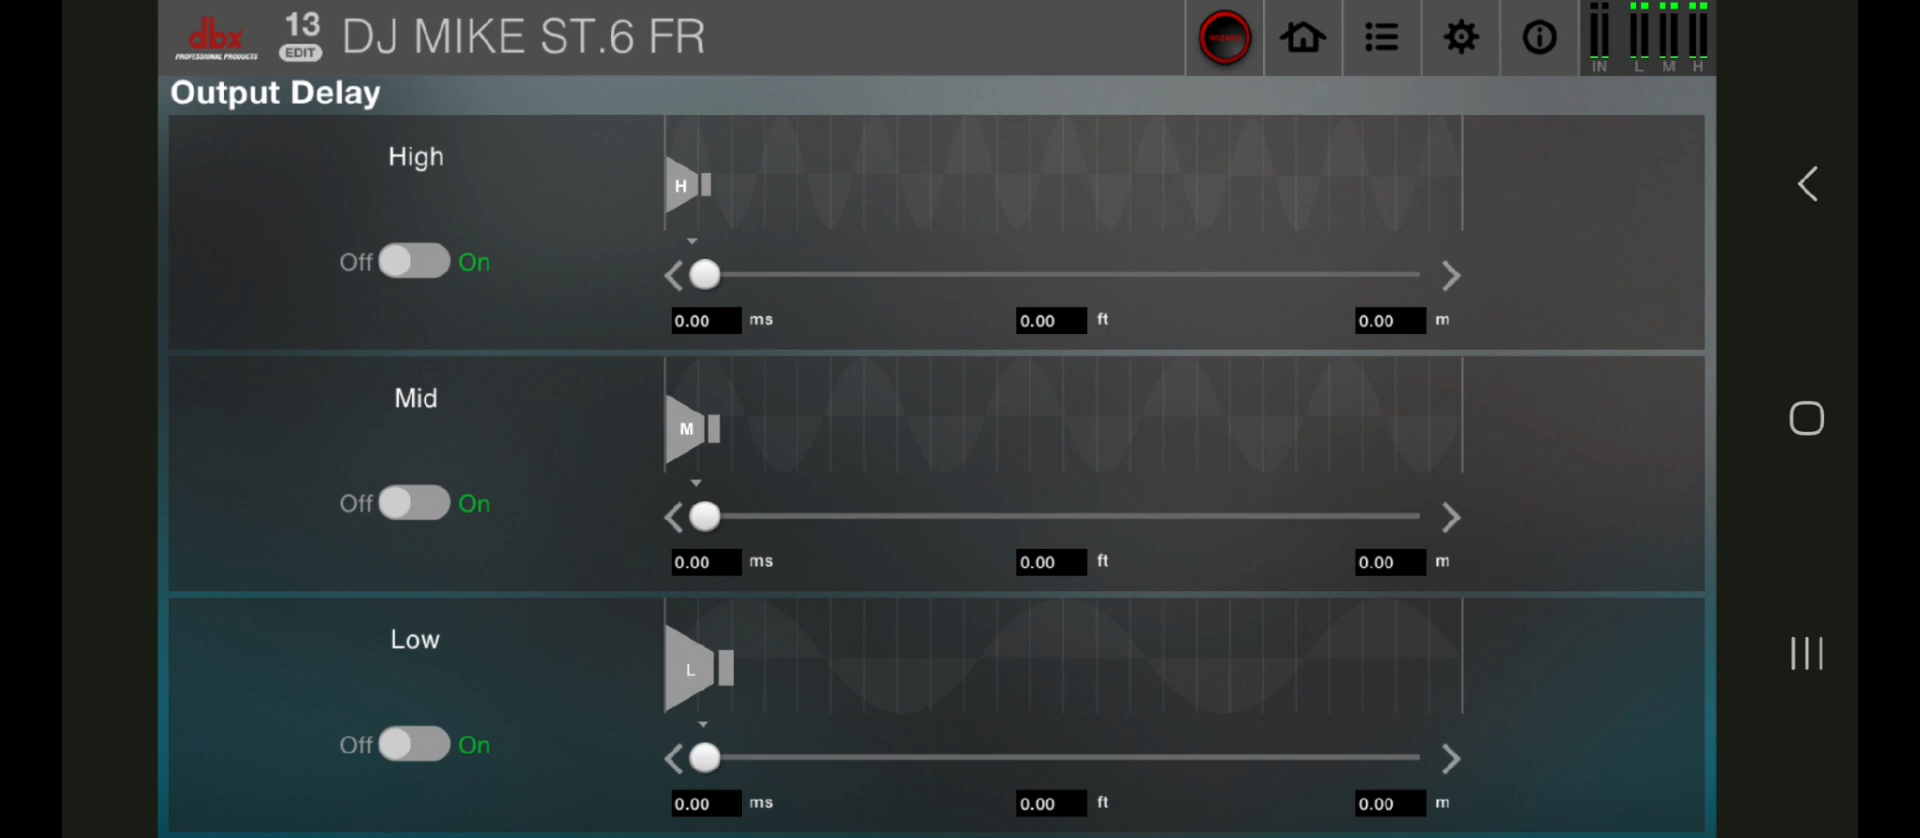 dbx
PROFESSIONAL PRODUCTS
13
EDIT
DJ MIKE ST.6 FR
WIZARD
IN L M H
Output Delay
High
H
Off On
0.00 ms 0.00 ft 0.00 m
Mid
M
Off On
0.00 ms 0.00 ft 0.00 m
Low
L
Off On
0.00 ms 0.00 ft 0.00 m